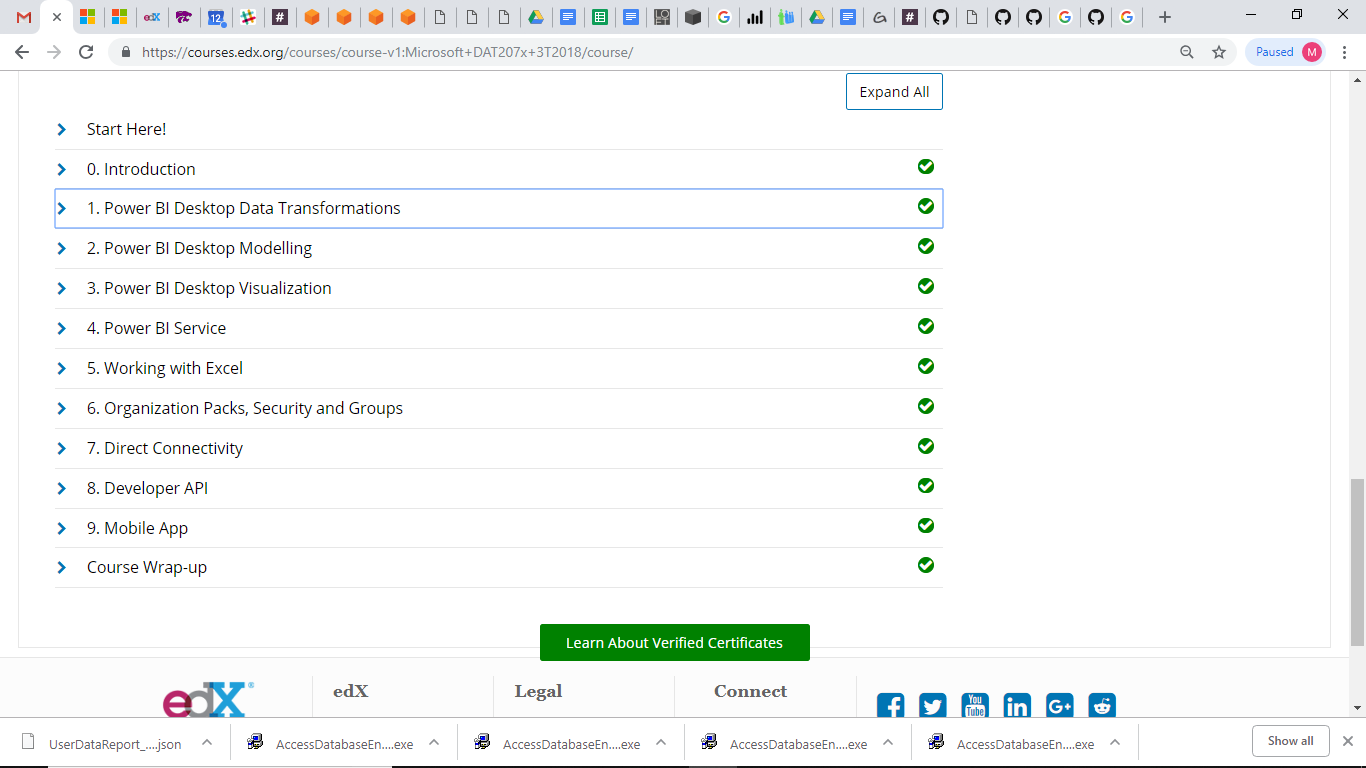 12
https://courses.edx.org/courses/course-v1:Microsoft+DAT207x+3T2018/course/
Paused M
Expand All
Start Here!
0. Introduction
1. Power BI Desktop Data Transformations
2. Power BI Desktop Modelling
3. Power BI Desktop Visualization
4. Power BI Service
5. Working with Excel
6. Organization Packs, Security and Groups
7. Direct Connectivity
8. Developer API
9. Mobile App
Course Wrap-up
Learn About Verified Certificates
edX® edX Legal Connect
You Tube in G+
UserDataReport_....json AccessDatabaseEn....exe AccessDatabaseEn....exe AccessDatabaseEn....exe AccessDatabaseEn....exe Show all